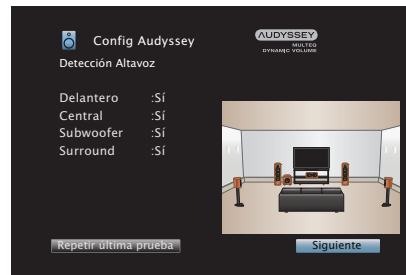 Config Audyssey
AUDYSSEY
MULTEQ
DYNAMIC VOLUME
Detección Altavoz
Delantero :Sí
Central :Sí
Subwoofer :Sí
Surround :Sí
Repetir última prueba
Siguiente